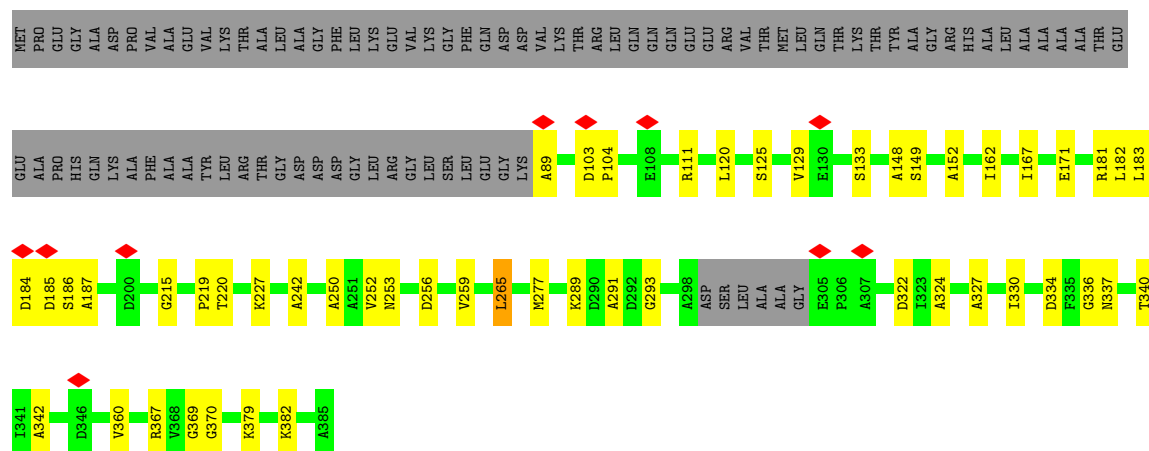 MET PRO GLU GLY ALA ASP PRO VAL ALA GLU VAL LYS THR ALA LEU ALA GLY PHE LEU LYS GLU VAL LYS GLY PHE GLN ASP ASP VAL LYS THR ARG LEU GLN GLN GLN GLU GLU ARG VAL THR MET LEU GLN THR LYS THR TYR ALA GLY ARG HIS ALA LEU ALA ALA ALA ALA THR GLU
GLU ALA PRO HIS GLN LYS ALA PHE ALA ALA TYR LEU ARG THR GLY ASP ASP ASP GLY LEU ARG GLY LEU SER LEU GLU GLY LYS A89 D103 P104 E108 R111 L120 S125 V129 E130 S133 A148 S149 A152 I162 I167 E171 R181 L182 L183
D184 D185 S186 A187 D200 G215 P219 T220 K227 A242 A250 A251 V252 N253 D256 V259 L265 M277 K289 D290 A291 D292 G293 A298 ASP SER LEU ALA ALA GLY E305 P306 A307 D322 I323 A324 A327 I330 D334 F335 G336 N337 T340
I341 A342 D346 V360 R367 V368 G369 G370 K379 K382 A385